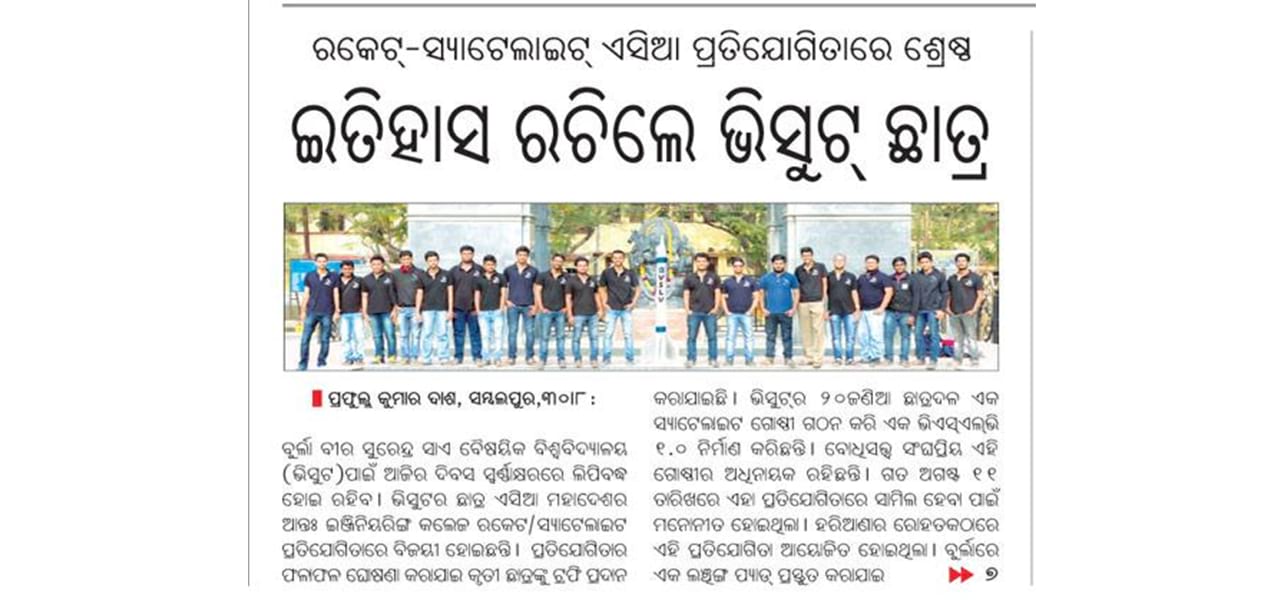 ରକେଟ୍-ସ୍ୟାଟେଲାଇଟ୍ ଏସିଆ ପ୍ରତିଯୋଗିତାରେ ଶ୍ରେଷ୍ଠ
ଇତିହାସ ରଚିଲେ ଭିସୁଟ୍ ଛାତ୍ର
GVSLV
ପ୍ରଫୁଲ୍ଲ କୁମାର ଦାଶ, ସମ୍ବଲପୁର,୩୦।୮:
ବୁର୍ଲା ବୀର ସୁରେନ୍ଦ୍ର ସାଏ ବୈଷୟିକ ବିଶ୍ୱବିଦ୍ୟାଳୟ
(ଭିସୁଟ)ପାଇଁ ଆଜିର ଦିବସ ସ୍ୱର୍ଣ୍ଣାକ୍ଷରରେ ଲିପିବଦ୍ଧ
ହୋଇ ରହିବ। ଭିସୁଟର ଛାତ୍ର ଏସିଆ ମହାଦେଶର
ଆନ୍ତଃ ଇଞ୍ଜିନିୟରିଙ୍ଗ କଲେଜ ରକେଟ/ସ୍ୟାଟେଲାଇଟ
ପ୍ରତିଯୋଗିତାରେ ବିଜୟୀ ହୋଇଛନ୍ତି। ପ୍ରତିଯୋଗିତାର
ଫଳାଫଳ ଘୋଷଣା କରାଯାଇ କୃତୀ ଛାତ୍ରଙ୍କୁ ଟ୍ରଫି ପ୍ରଦାନ
କରାଯାଇଛି। ଭିସୁଟ୍‌ର ୨୦ଜଣିଆ ଛାତ୍ରଦଳ ଏକ
ସ୍ୟାଟେଲାଇଟ ଗୋଷ୍ଠୀ ଗଠନ କରି ଏକ ଭିଏସ୍‌ଏଲ୍‌ଭି
୧.୦ ନିର୍ମାଣ କରିଛନ୍ତି। ବୋଧିସତ୍ତ୍ୱ ସଂଘପ୍ରିୟ ଏହି
ଗୋଷ୍ଠୀର ଅଧିନାୟକ ରହିଛନ୍ତି। ଗତ ଅଗଷ୍ଟ ୧୧
ତାରିଖରେ ଏହା ପ୍ରତିଯୋଗିତାରେ ସାମିଲ ହେବା ପାଇଁ
ମନୋନୀତ ହୋଇଥିଲା। ହରିଆଣାର ରୋହତକଠାରେ
ଏହି ପ୍ରତିଯୋଗିତା ଆୟୋଜିତ ହୋଇଥିଲା। ବୁର୍ଲାରେ
ଏକ ଲଞ୍ଚିଙ୍ଗ ପ୍ୟାଡ୍ ପ୍ରସ୍ତୁତ କରାଯାଇ ୭